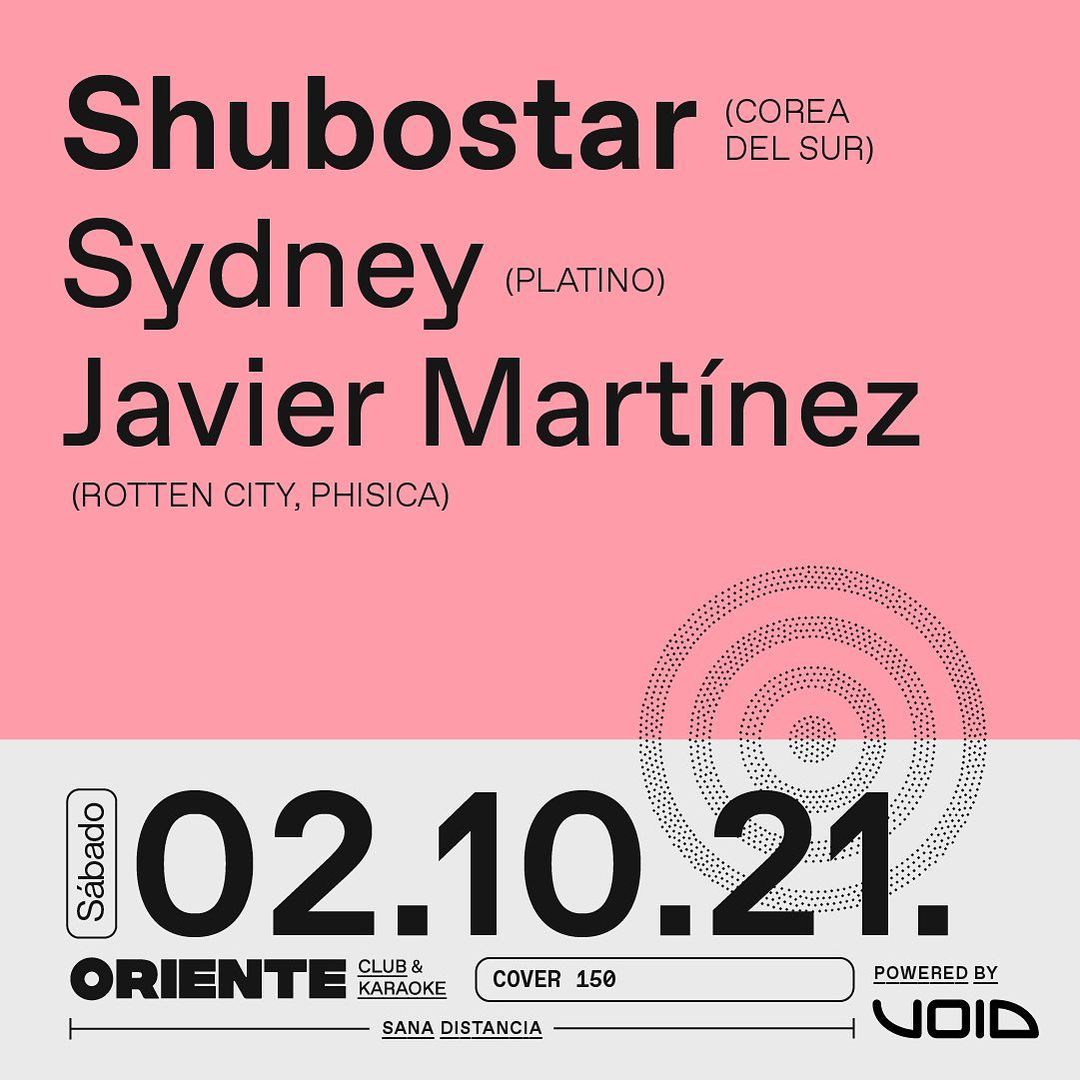 Shubostar (COREA
DEL SUR)
Sydney (PLATINO)
Javier Martínez
(ROTTEN CITY, PHISICA)
Sábado
02.10.21.
ORIENTE CLUB &
KARAOKE
COVER 150
POWERED BY
VOID
SANA DISTANCIA